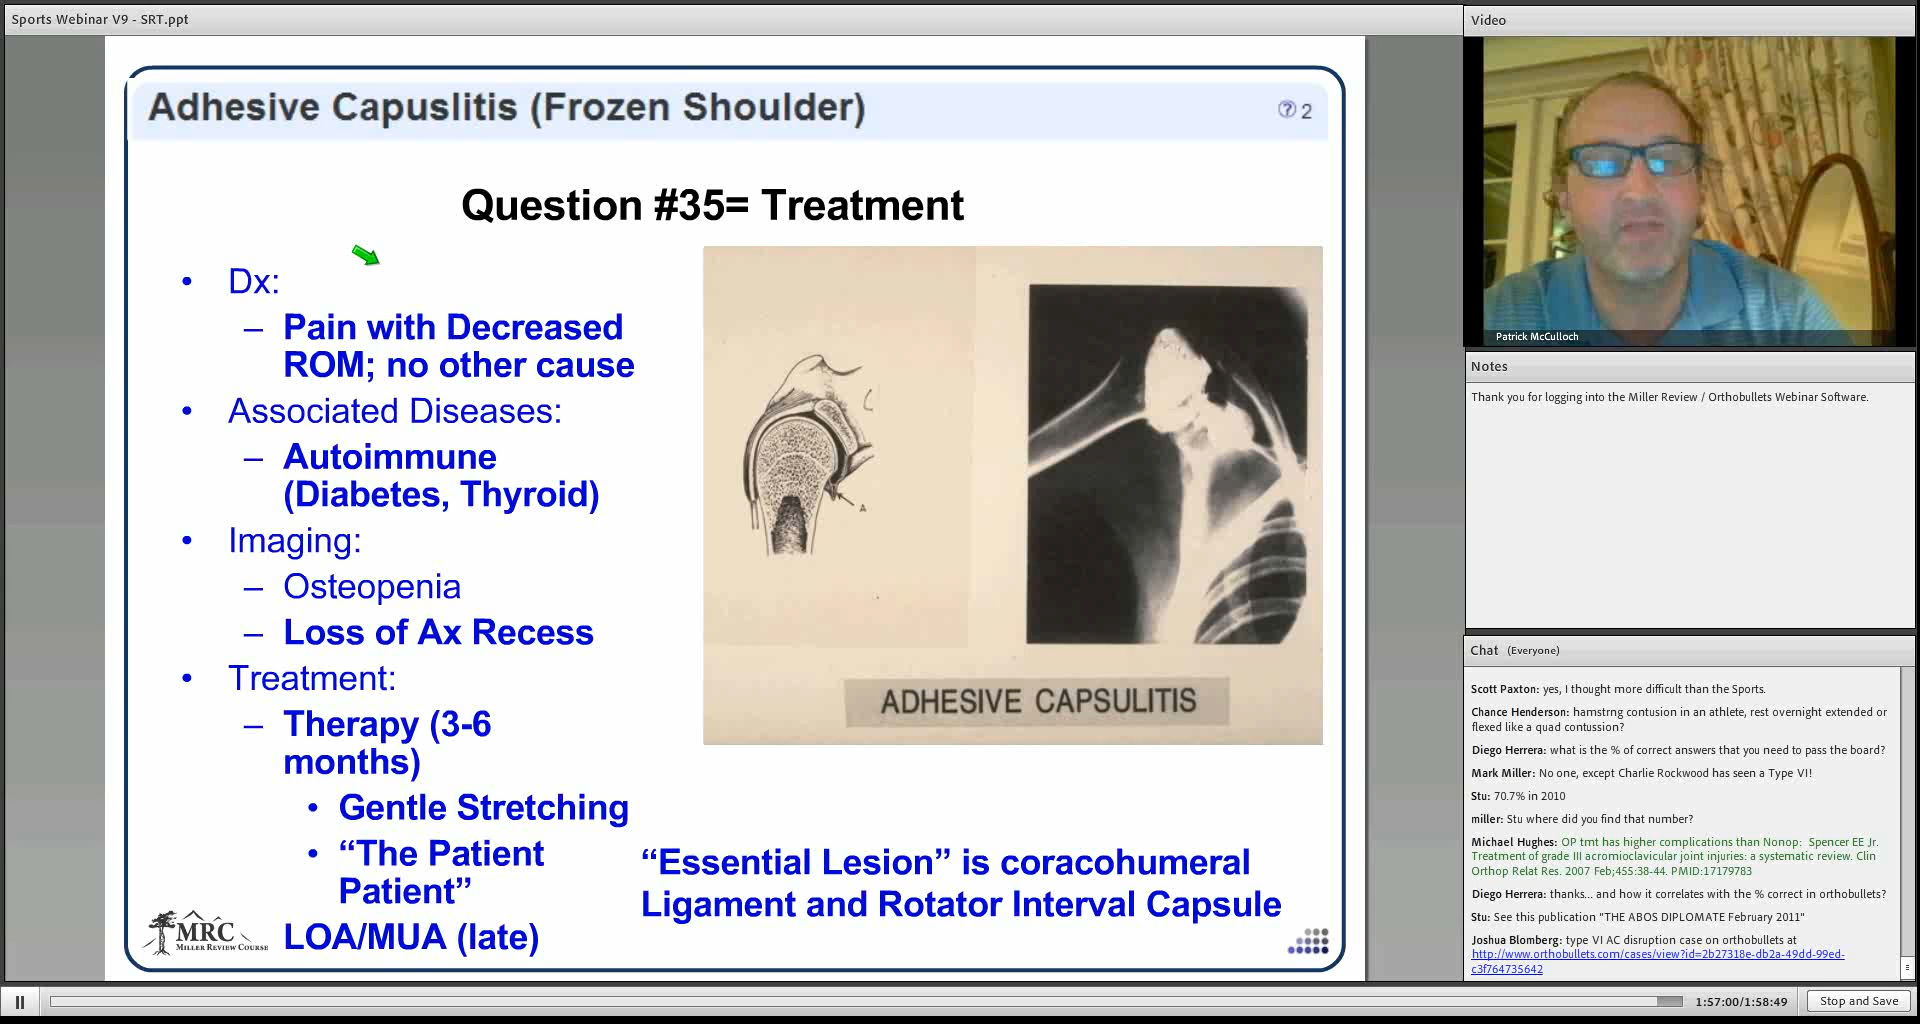 Sports Webinar V9 - SRT.ppt
Adhesive Capuslitis (Frozen Shoulder)
? 2
Question #35= Treatment
• Dx:
– Pain with Decreased
ROM; no other cause
• Associated Diseases:
– Autoimmune
(Diabetes, Thyroid)
• Imaging:
– Osteopenia
– Loss of Ax Recess
• Treatment:
– Therapy (3-6
months)
• Gentle Stretching
• “The Patient
Patient”
LOA/MUA (late)
A
ADHESIVE CAPSULITIS
“Essential Lesion” is coracohumeral
Ligament and Rotator Interval Capsule
MRC
MILLER REVIEW COURSE
Video
Patrick McCulloch
Notes
Thank you for logging into the Miller Review / Orthobullets Webinar Software.
Chat (Everyone)
Scott Paxton: yes, I thought more difficult than the Sports.
Chance Henderson: hamstrng contusion in an athlete, rest overnight extended or
flexed like a quad contussion?
Diego Herrera: what is the % of correct answers that you need to pass the board?
Mark Miller: No one, except Charlie Rockwood has seen a Type VI!
Stu: 70.7% in 2010
miller: Stu where did you find that number?
Michael Hughes: OP tmt has higher complications than Nonop: Spencer EE Jr.
Treatment of grade III acromioclavicular joint injuries: a systematic review. Clin
Orthop Relat Res. 2007 Feb;455:38-44. PMID:17179783
Diego Herrera: thanks... and how it correlates with the % correct in orthobullets?
Stu: See this publication "THE ABOS DIPLOMATE February 2011"
Joshua Blomberg: type VI AC disruption case on orthobullets at
http://www.orthobullets.com/cases/view?id=2b27318e-db2a-49dd-99ed-
c3f764735642
1:57:00/1:58:49
Stop and Save